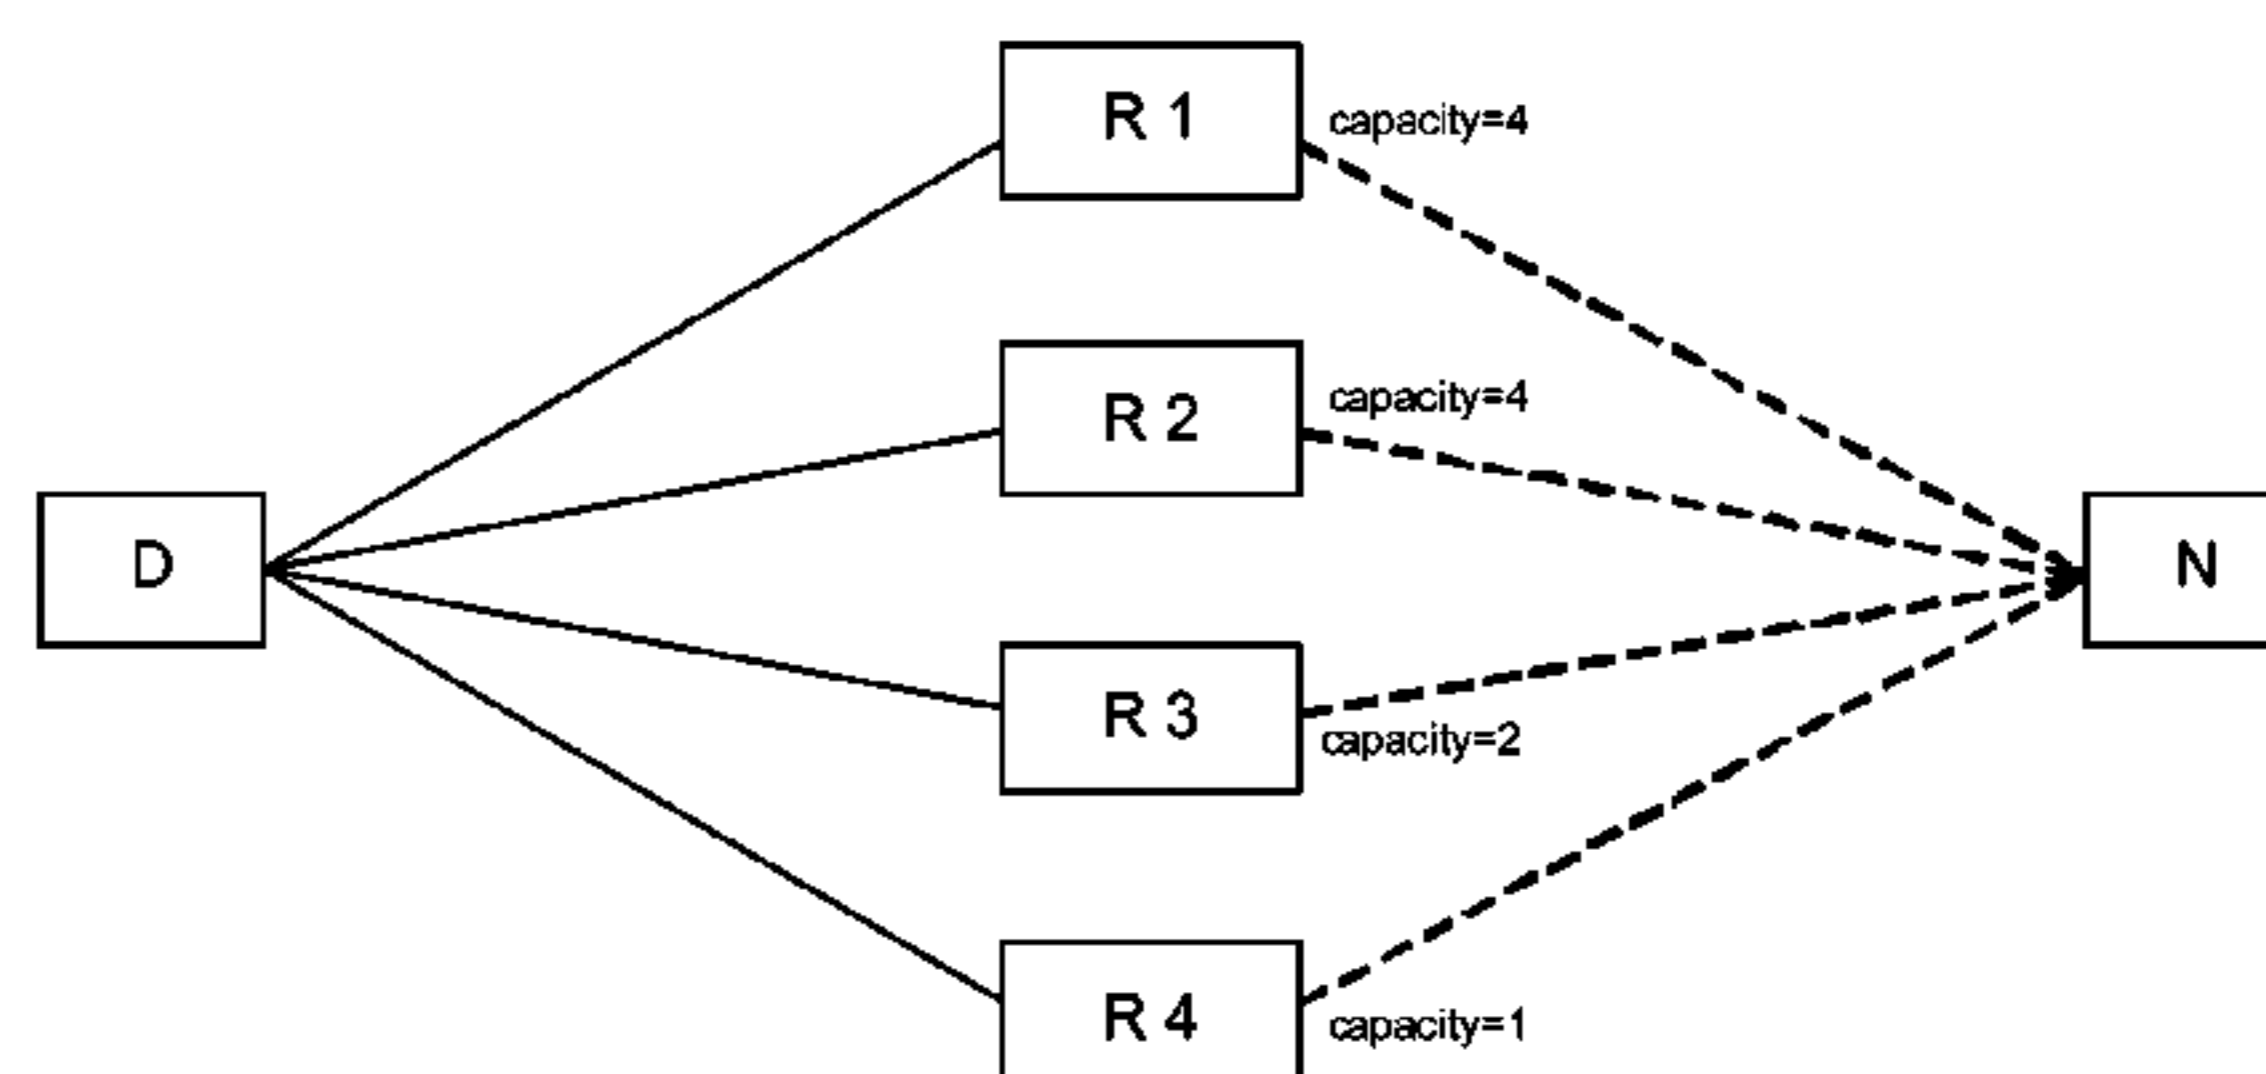 R 1
capacity=4
R 2
capacity=4
D
N
R 3
capacity=2
R 4
capacity=1